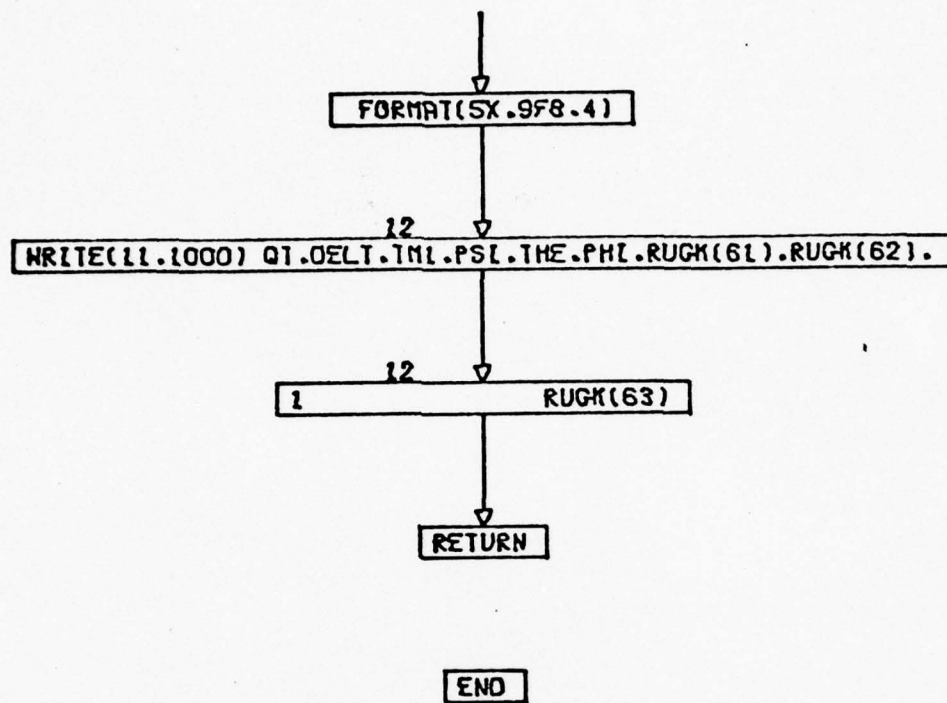 FORMAT(5X.9F8.4)
12
WRITE(11.1000) QT.DELT.TM1.PSI.THE.PHI.RUGK(61).RUGK(62).
12
1 RUGK(63)
RETURN
END